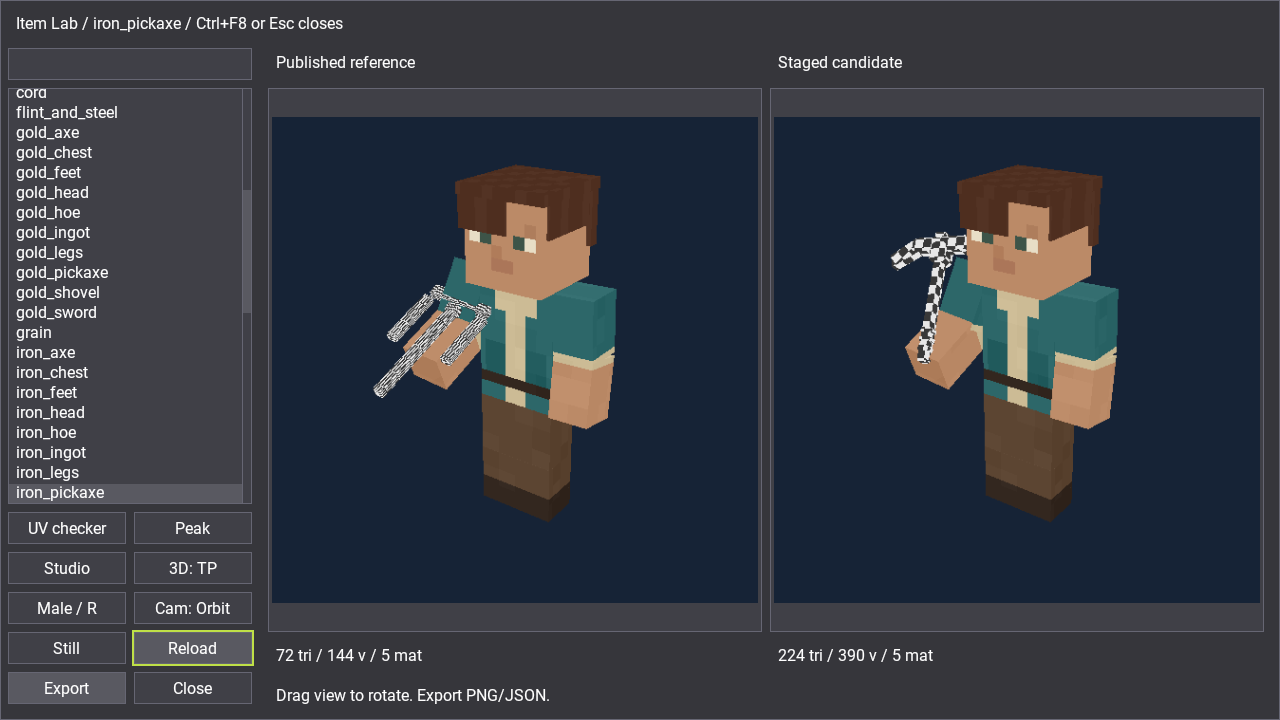 Item Lab / iron_pickaxe / Ctrl+F8 or Esc closes
Published reference
Staged candidate
cord
flint_and_steel
gold_axe
gold_chest
gold_feet
gold_head
gold_hoe
gold_ingot
gold_legs
gold_pickaxe
gold_shovel
gold_sword
grain
iron_axe
iron_chest
iron_feet
iron_head
iron_hoe
iron_ingot
iron_legs
iron_pickaxe
UV checker
Peak
Studio
3D: TP
Male / R
Cam: Orbit
Still
Reload
Export
Close
72 tri / 144 v / 5 mat
224 tri / 390 v / 5 mat
Drag view to rotate. Export PNG/JSON.